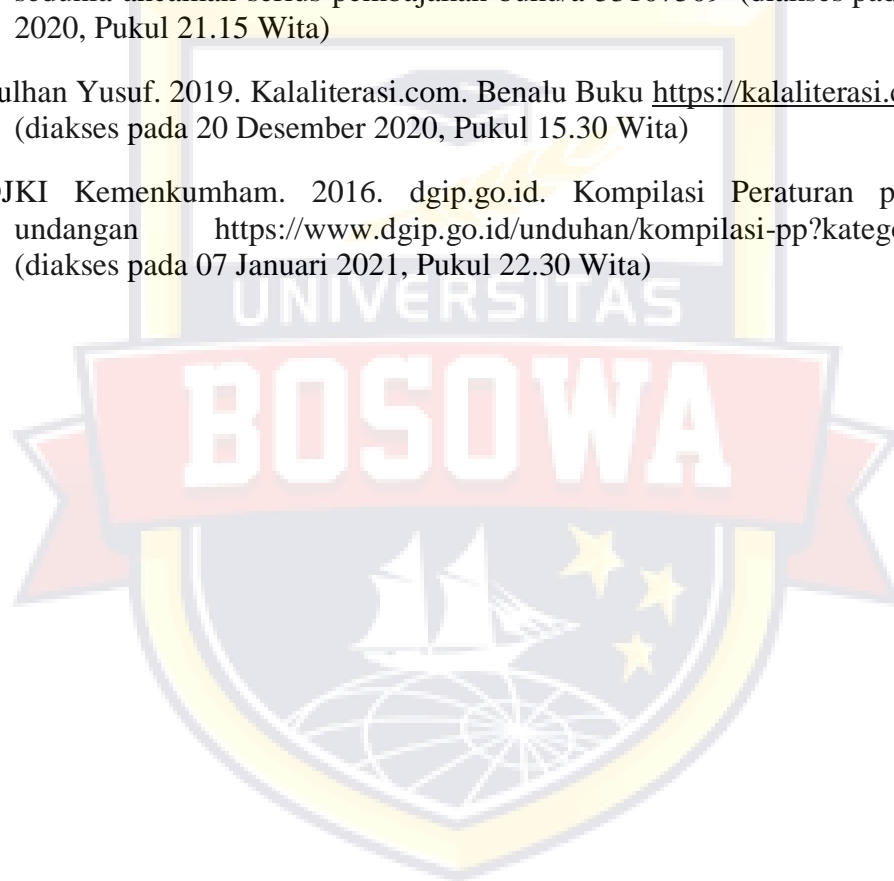 2020, Pukul 21.15 Wita)
ulhan Yusuf. 2019. Kalaliterasi.com. Benalu Buku https://kalaliterasi.c
(diakses pada 20 Desember 2020, Pukul 15.30 Wita)
JKI Kemenkumham. 2016. dgip.go.id. Kompilasi Peraturan p
undangan https://www.dgip.go.id/unduhan/kompilasi-pp?katego
(diakses pada 07 Januari 2021, Pukul 22.30 Wita)
UNIVERSITAS
BOSOWA